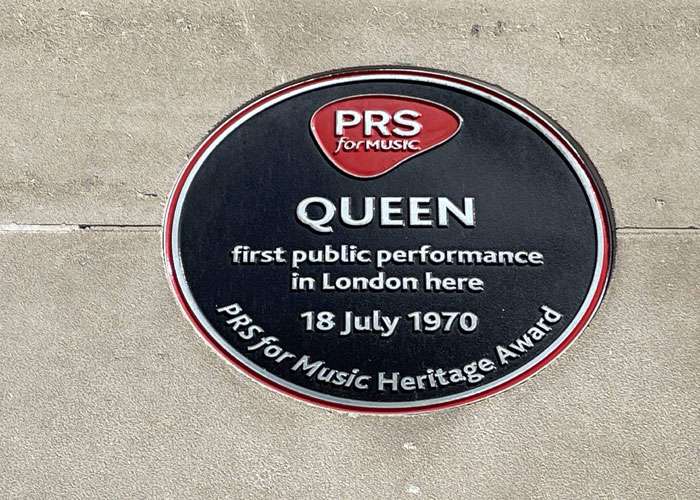 PRS
for MUSIC
QUEEN
first public performance
in London here
18 July 1970
PRS for Music Heritage Award